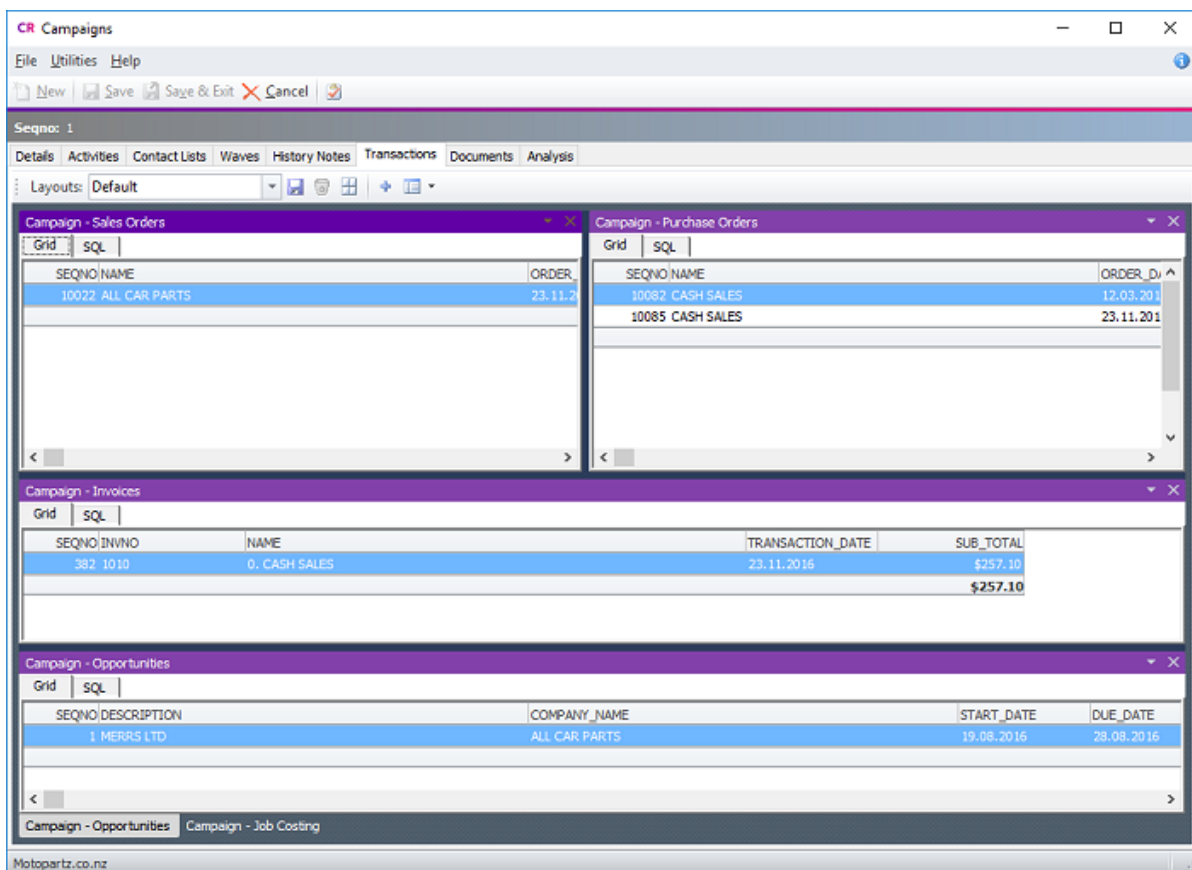 CR Campaigns
File Utilities Help
New Save Save & Exit Cancel
Seqno: 1
Details Activities Contact Lists Waves History Notes Transactions Documents Analysis
Layouts: Default
Campaign - Sales Orders
Grid SQL
SEQNO NAME ORDER_
10022 ALL CAR PARTS 23.11.2
Campaign - Purchase Orders
Grid SQL
SEQNO NAME ORDER_DA
10082 CASH SALES 12.03.201
10085 CASH SALES 23.11.201
Campaign - Invoices
Grid SQL
SEQNO INVNO NAME TRANSACTION_DATE SUB_TOTAL
382 1010 0. CASH SALES 23.11.2016 $257.10
$257.10
Campaign - Opportunities
Grid SQL
SEQNO DESCRIPTION COMPANY_NAME START_DATE DUE_DATE
1 MERRS LTD ALL CAR PARTS 19.08.2016 28.08.2016
Campaign - Opportunities Campaign - Job Costing
Motopartz.co.nz